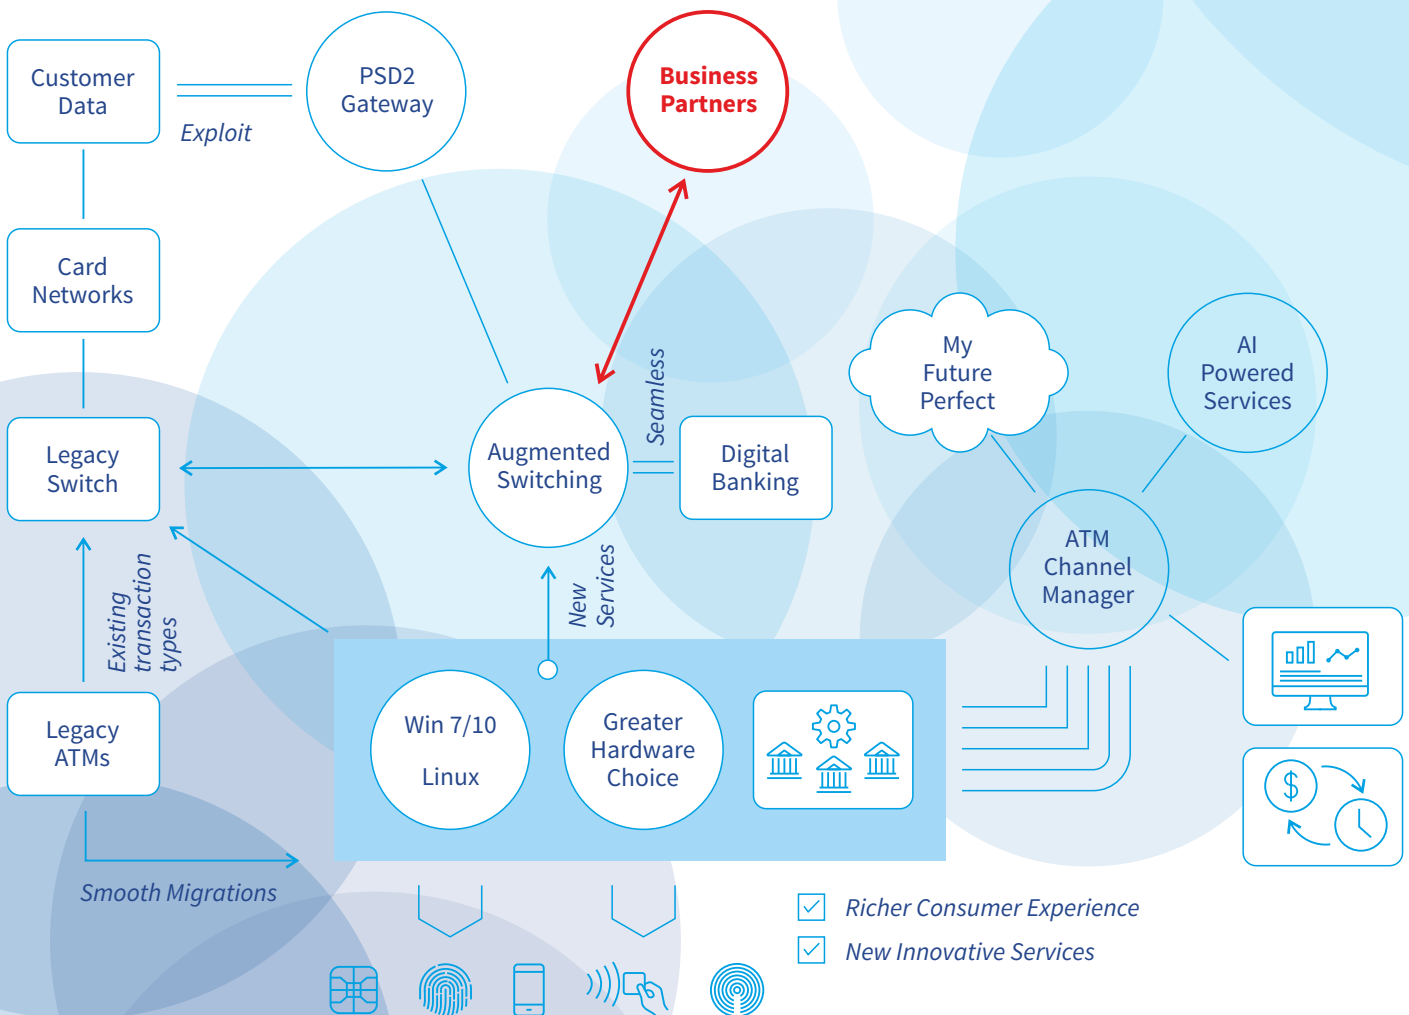 Customer
Data
Exploit
PSD2
Gateway
Business
Partners
Card
Networks
Legacy
Switch
Augmented
Switching
Seamless
Digital
Banking
My
Future
Perfect
AI
Powered
Services
ATM
Channel
Manager
Existing
transaction
types
New
Services
Legacy
ATMs
Win 7/10
Linux
Greater
Hardware
Choice
$
Smooth Migrations
Richer Consumer Experience
New Innovative Services